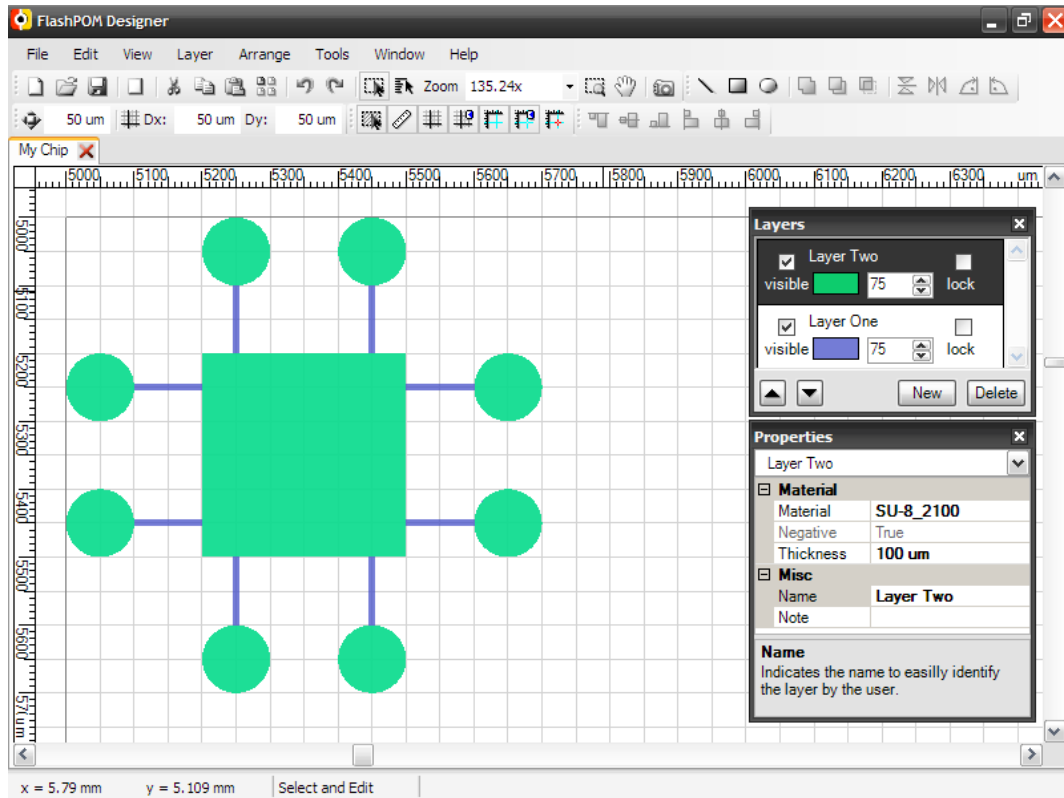 FlashPOM Designer
File Edit View Layer Arrange Tools Window Help
Zoom 135.24x
50 um Dx: 50 um Dy: 50 um
My Chip
5000 5100 5200 5300 5400 5500 5600 5700 5800 5900 6000 6100 6200 6300 um
5000
5100
5200
5300
5400
5500
5600
57
um
Layers
Layer Two
visible 75 lock
Layer One
visible 75 lock
New Delete
Properties
Layer Two
Material
Material SU-8_2100
Negative True
Thickness 100 um
Misc
Name Layer Two
Note
Name
Indicates the name to easilly identify
the layer by the user.
x = 5.79 mm y = 5.109 mm Select and Edit